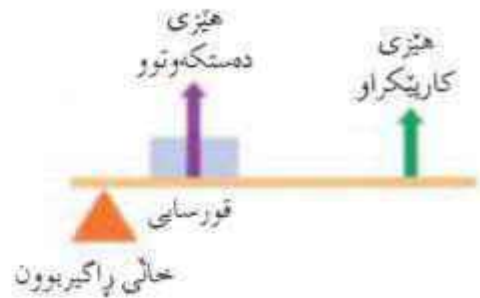 هێزی
دەستکەوتوو
هێزی
کارپێکراو
قورسایی
خاڵی ڕاگیربوون